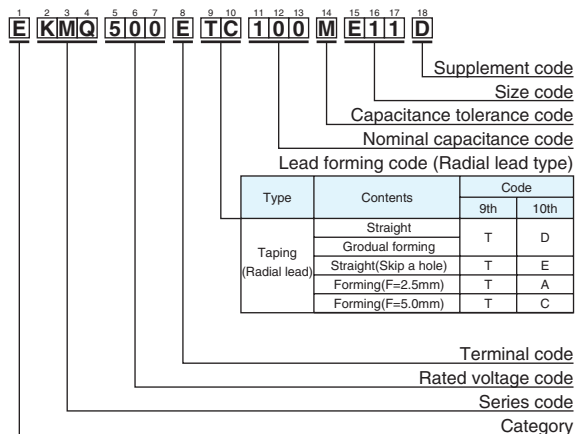 1 2 3 4 5 6 7 8 9 10 11 12 13 14 15 16 17 18
E KMQ 500 E TC 100 M E11 D
Supplement code
Size code
Capacitance tolerance code
Nominal capacitance code
Lead forming code (Radial lead type)
Type Contents Code
9th 10th
Taping (Radial lead)
Straight T D
Grodual forming
Straight(Skip a hole) T E
Forming(F=2.5mm) T A
Forming(F=5.0mm) T C
Terminal code
Rated voltage code
Series code
Category